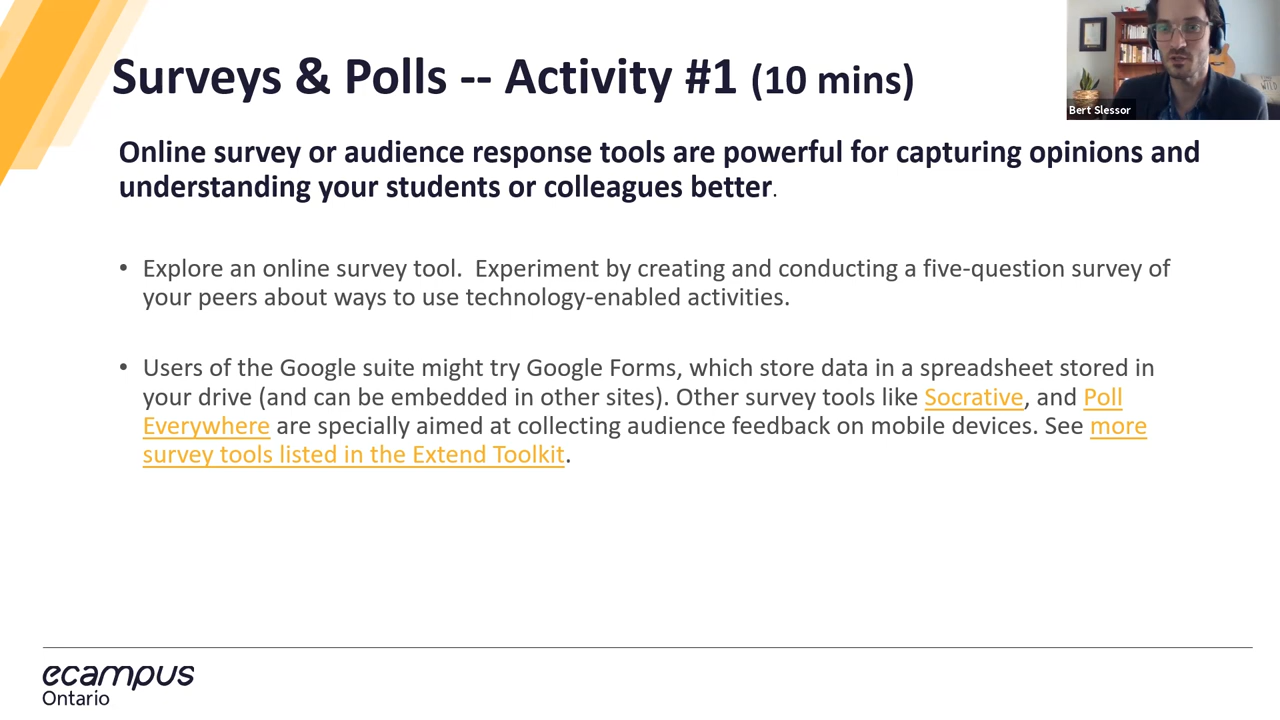 Surveys & Polls -- Activity #1 (10 mins)
Bert Slessor
Online survey or audience response tools are powerful for capturing opinions and
understanding your students or colleagues better.
• Explore an online survey tool.  Experiment by creating and conducting a five-question survey of
your peers about ways to use technology-enabled activities.
• Users of the Google suite might try Google Forms, which store data in a spreadsheet stored in
your drive (and can be embedded in other sites). Other survey tools like Socrative, and Poll
Everywhere are specially aimed at collecting audience feedback on mobile devices. See more
survey tools listed in the Extend Toolkit.
ecampus
Ontario